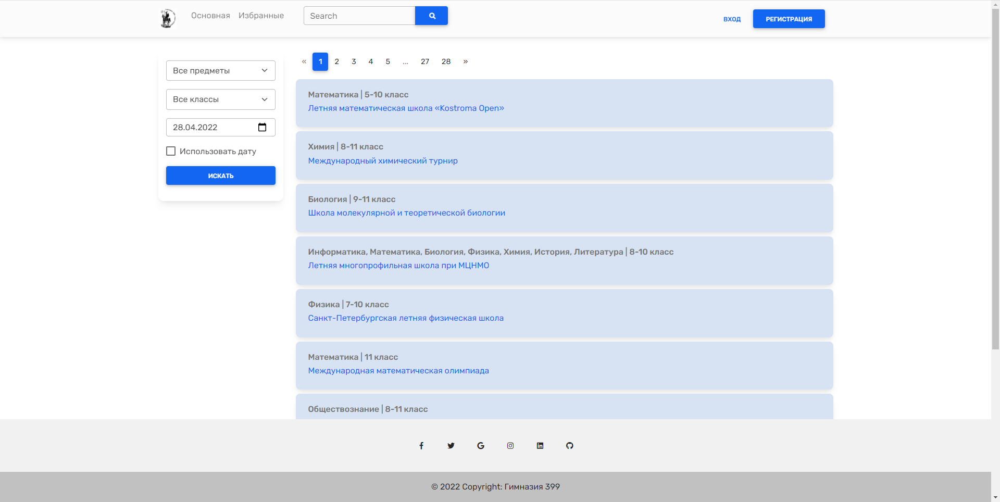 Основная Избранные Search ВХОД РЕГИСТРАЦИЯ
Все предметы
Все классы
28.04.2022
Использовать дату
ИСКАТЬ
« 1 2 3 4 5 ... 27 28 »
Математика | 5-10 класс
Летняя математическая школа «Kostroma Open»
Химия | 8-11 класс
Международный химический турнир
Биология | 9-11 класс
Школа молекулярной и теоретической биологии
Информатика, Математика, Биология, Физика, Химия, История, Литература | 8-10 класс
Летняя многопрофильная школа при МЦНМО
Физика | 7-10 класс
Санкт-Петербургская летняя физическая школа
Математика | 11 класс
Международная математическая олимпиада
Обществознание | 8-11 класс
© 2022 Copyright: Гимназия 399